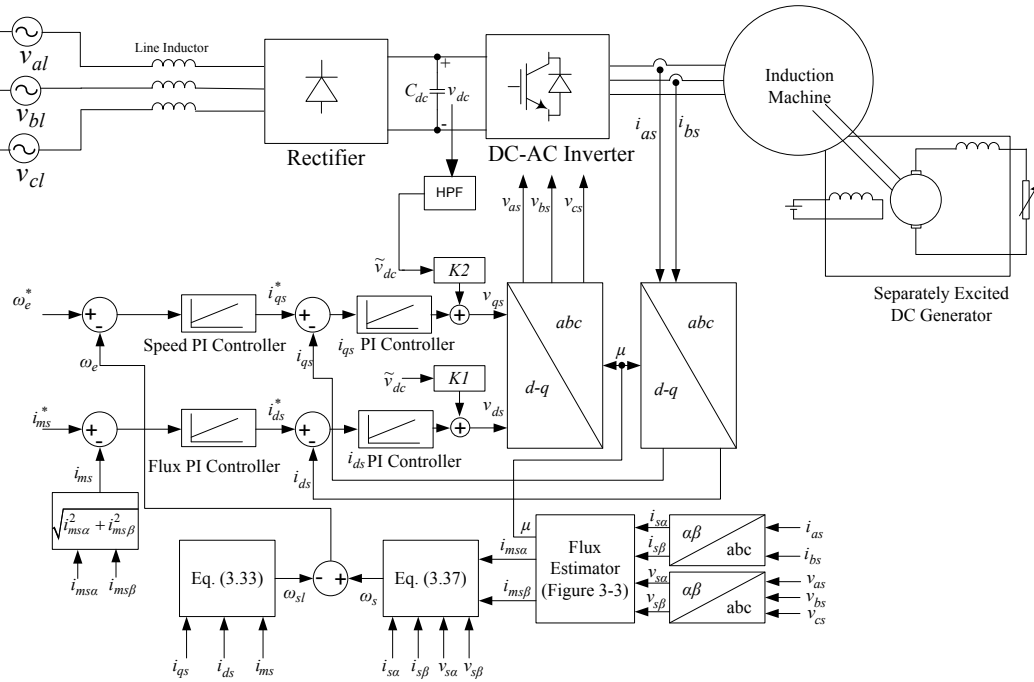 v_al
v_bl
v_cl
Line Inductor
Rectifier
C_dc
+
v_dc
-
DC-AC Inverter
Induction
Machine
i_as
i_bs
HPF
v_as
v_bs
v_cs
Separately Excited
DC Generator
ṽ_dc
K2
ω_e^*
+
-
Speed PI Controller
i_qs^*
+
-
i_qs
PI Controller
i_qs
+
v_qs
abc
d-q
μ
abc
d-q
ω_e
ṽ_dc
K1
i_ms^*
+
-
Flux PI Controller
i_ds^*
+
-
i_ds PI Controller
i_ds
+
v_ds
i_ms
√(i_msα^2 + i_msβ^2)
i_msα
i_msβ
Eq. (3.33)
ω_sl
-
+
ω_s
Eq. (3.37)
i_msα
i_msβ
μ
Flux
Estimator
(Figure 3-3)
i_sα
i_sβ
v_sα
v_sβ
αβ
abc
i_as
i_bs
αβ
abc
v_as
v_bs
v_cs
i_qs
i_ds
i_ms
i_sα
i_sβ
v_sα
v_sβ